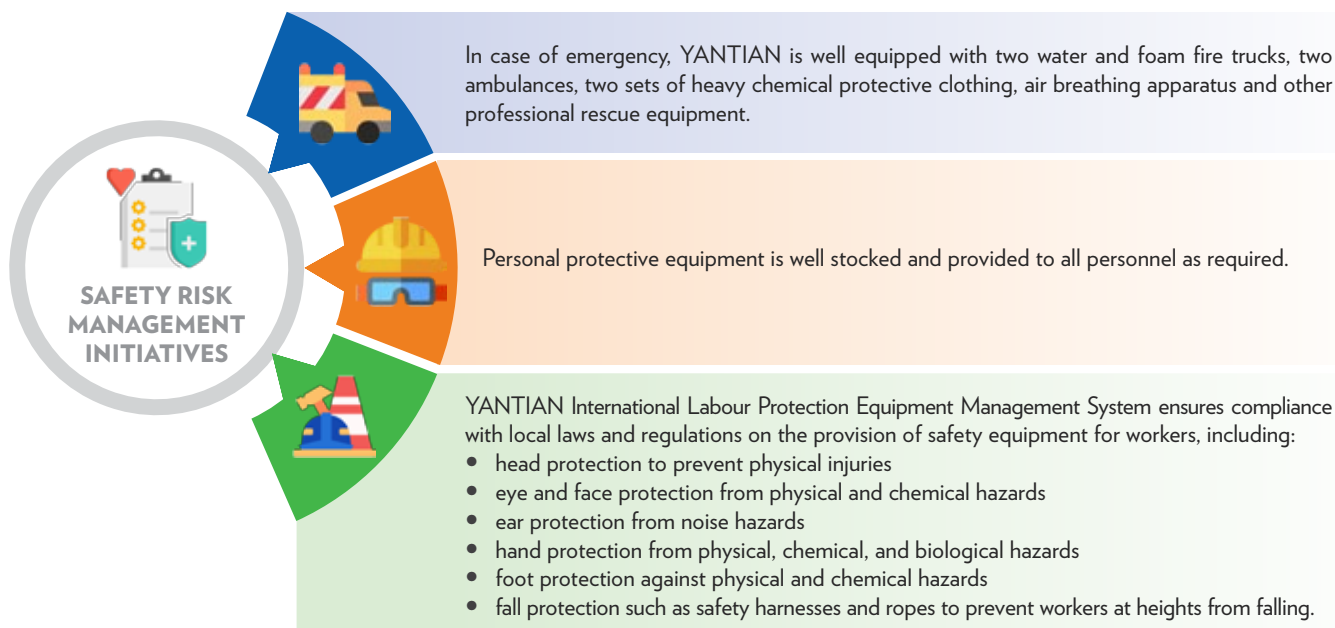 SAFETY RISK
MANAGEMENT
INITIATIVES
In case of emergency, YANTIAN is well equipped with two water and foam fire trucks, two
ambulances, two sets of heavy chemical protective clothing, air breathing apparatus and other
professional rescue equipment.
Personal protective equipment is well stocked and provided to all personnel as required.
YANTIAN International Labour Protection Equipment Management System ensures compliance
with local laws and regulations on the provision of safety equipment for workers, including:
• head protection to prevent physical injuries
• eye and face protection from physical and chemical hazards
• ear protection from noise hazards
• hand protection from physical, chemical, and biological hazards
• foot protection against physical and chemical hazards
• fall protection such as safety harnesses and ropes to prevent workers at heights from falling.